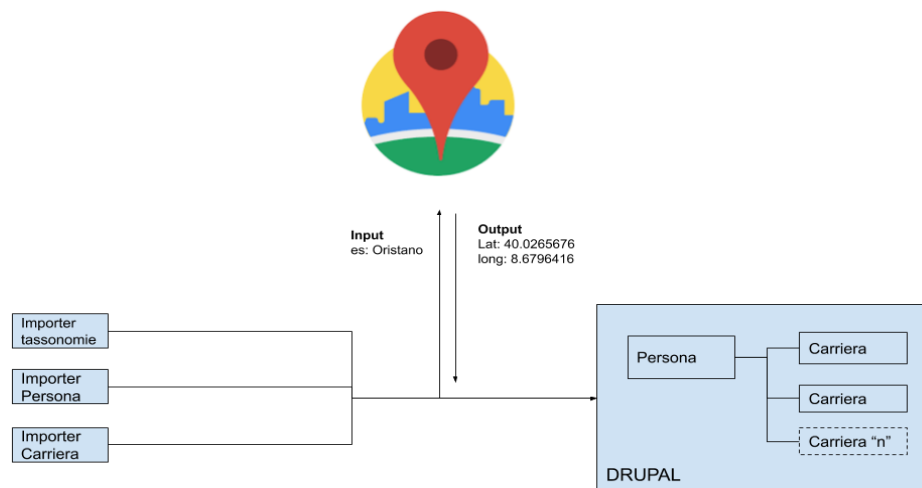 Input
es: Oristano
Output
Lat: 40.0265676
long: 8.6796416
Importer
tassonomie
Importer
Persona
Importer
Carriera
Persona
Carriera
Carriera
Carriera “n”
DRUPAL